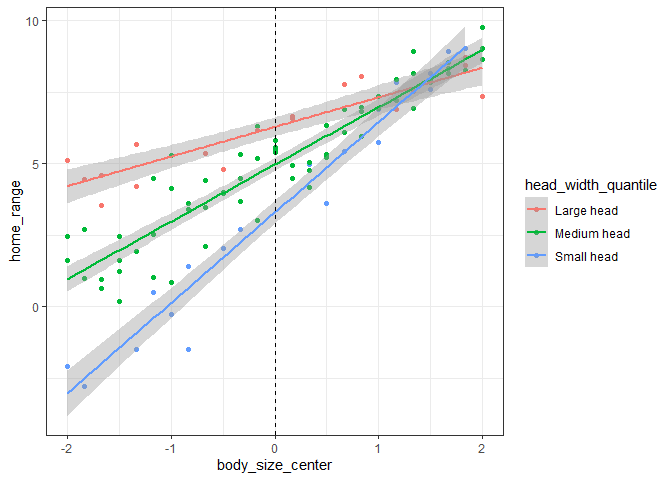 10
5
0
home_range
-2
-1
0
1
2
body_size_center
head_width_quantile
Large head
Medium head
Small head